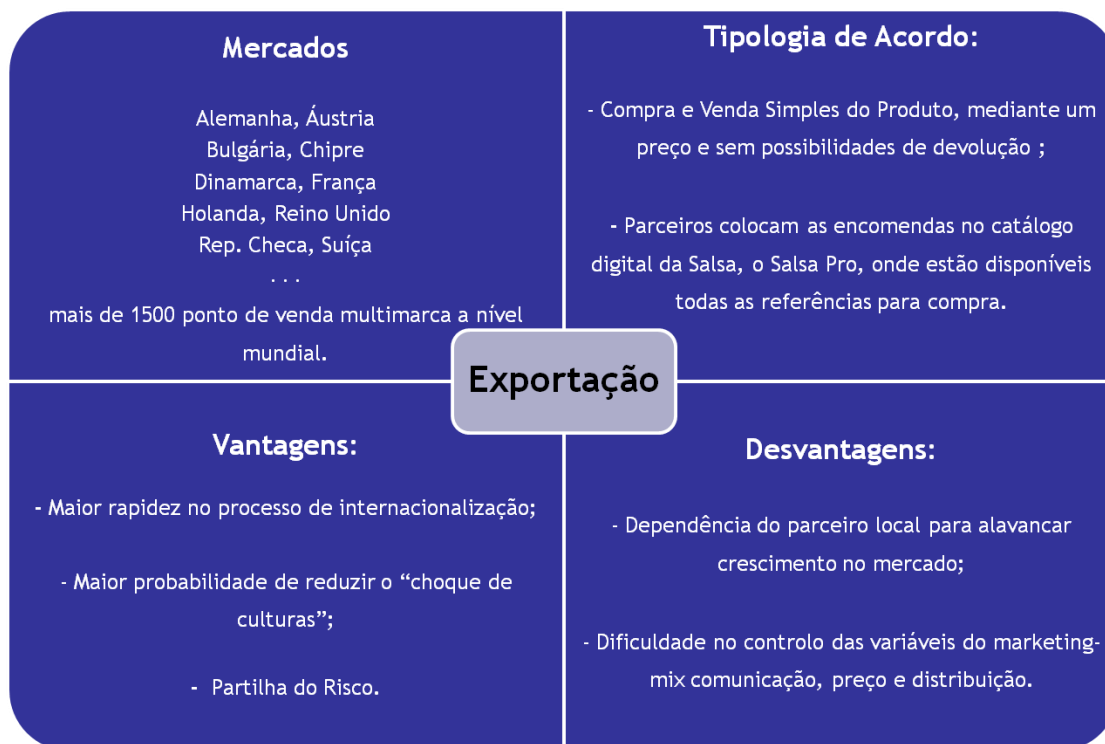 Mercados
Alemanha, Áustria
Bulgária, Chipre
Dinamarca, França
Holanda, Reino Unido
Rep. Checa, Suíça
. . .
mais de 1500 ponto de venda multimarca a nível
mundial.
Tipologia de Acordo:
- Compra e Venda Simples do Produto, mediante um
preço e sem possibilidades de devolução ;
- Parceiros colocam as encomendas no catálogo
digital da Salsa, o Salsa Pro, onde estão disponíveis
todas as referências para compra.
Exportação
Vantagens:
- Maior rapidez no processo de internacionalização;
- Maior probabilidade de reduzir o “choque de
culturas”;
- Partilha do Risco.
Desvantagens:
- Dependência do parceiro local para alavancar
crescimento no mercado;
- Dificuldade no controlo das variáveis do marketing-
mix comunicação, preço e distribuição.